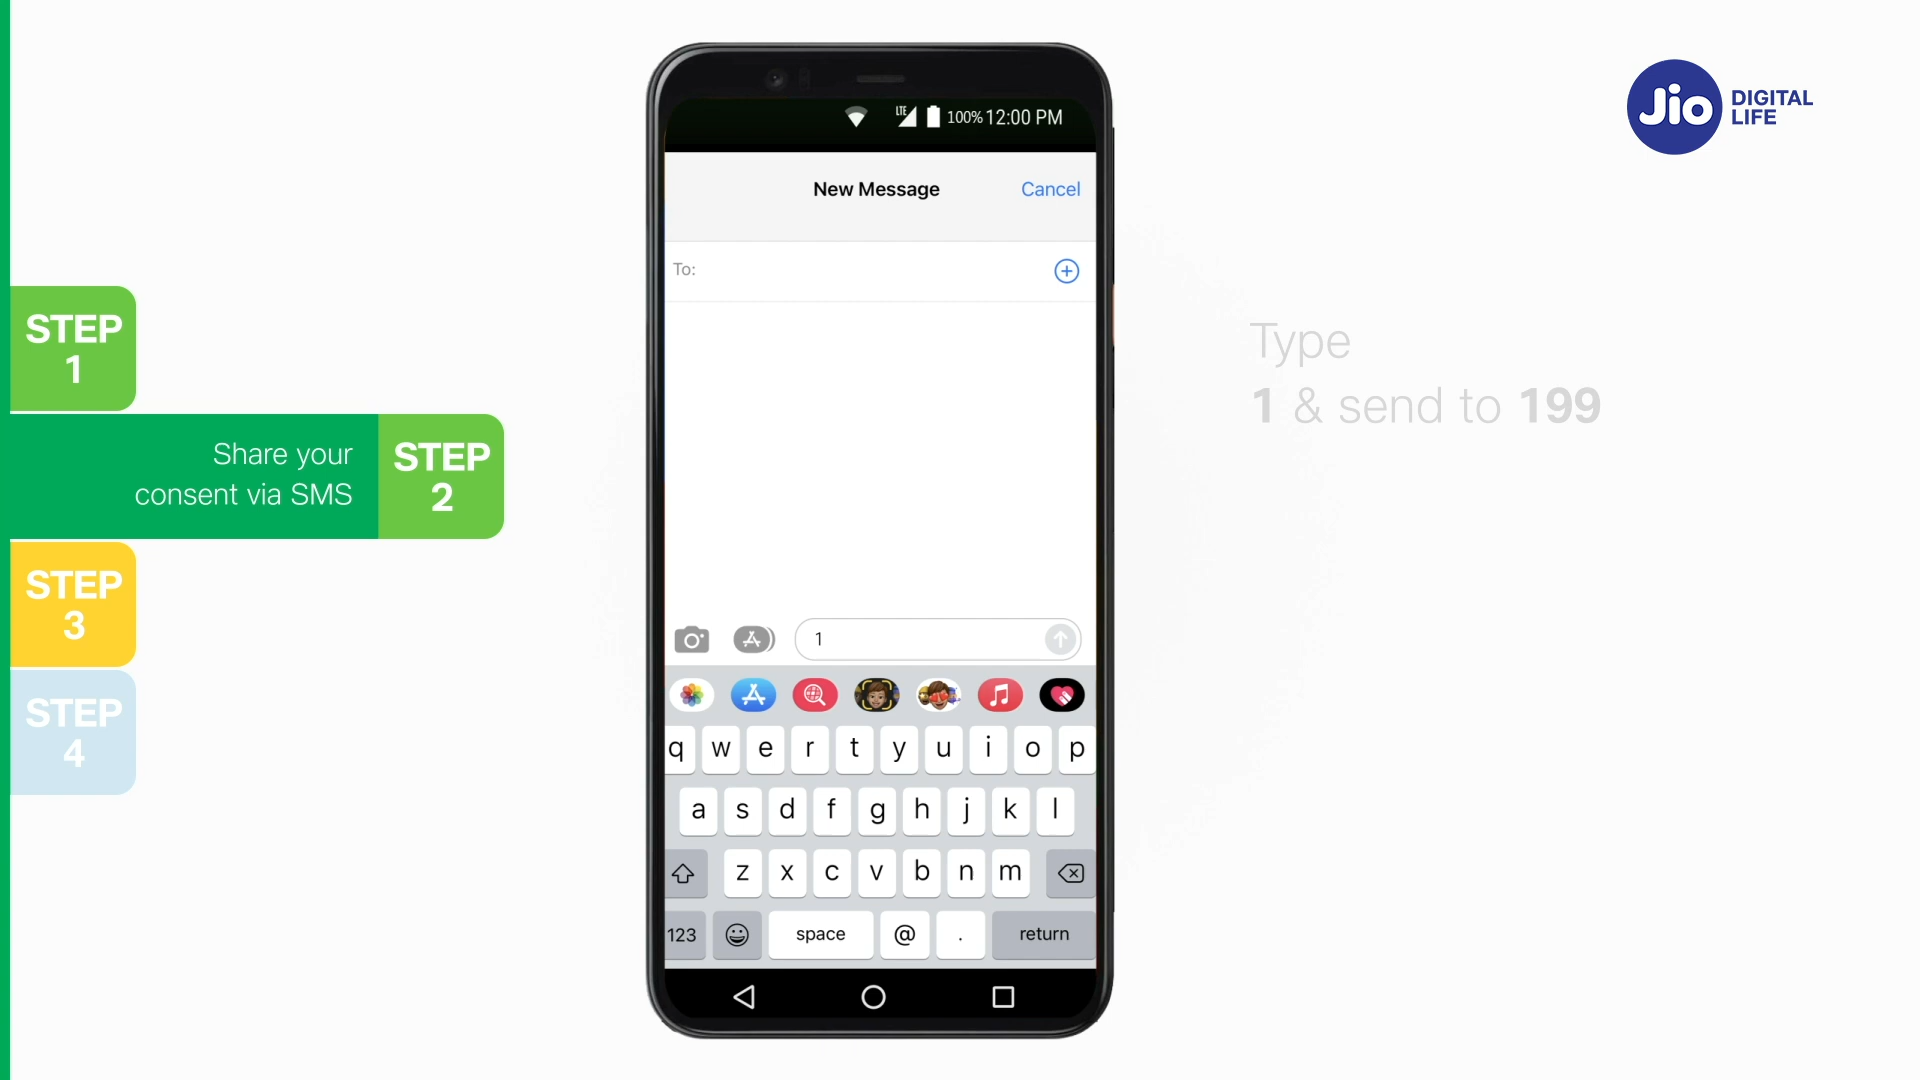 Jio DIGITAL
LIFE
LTE 100% 12:00 PM
New Message Cancel
To:
STEP
1
Share your
consent via SMS
STEP
2
STEP
3
STEP
4
Type
1 & send to 199
1
q w e r t y u i o p
a s d f g h j k l
z x c v b n m
123 space @ . return